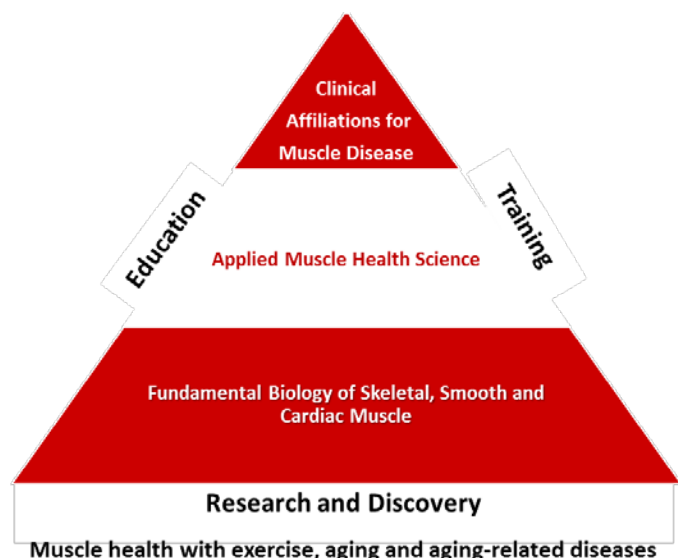 Clinical
Affiliations for
Muscle Disease
Education
Training
Applied Muscle Health Science
Fundamental Biology of Skeletal, Smooth and
Cardiac Muscle
Research and Discovery
Muscle health with exercise, aging and aging-related diseases